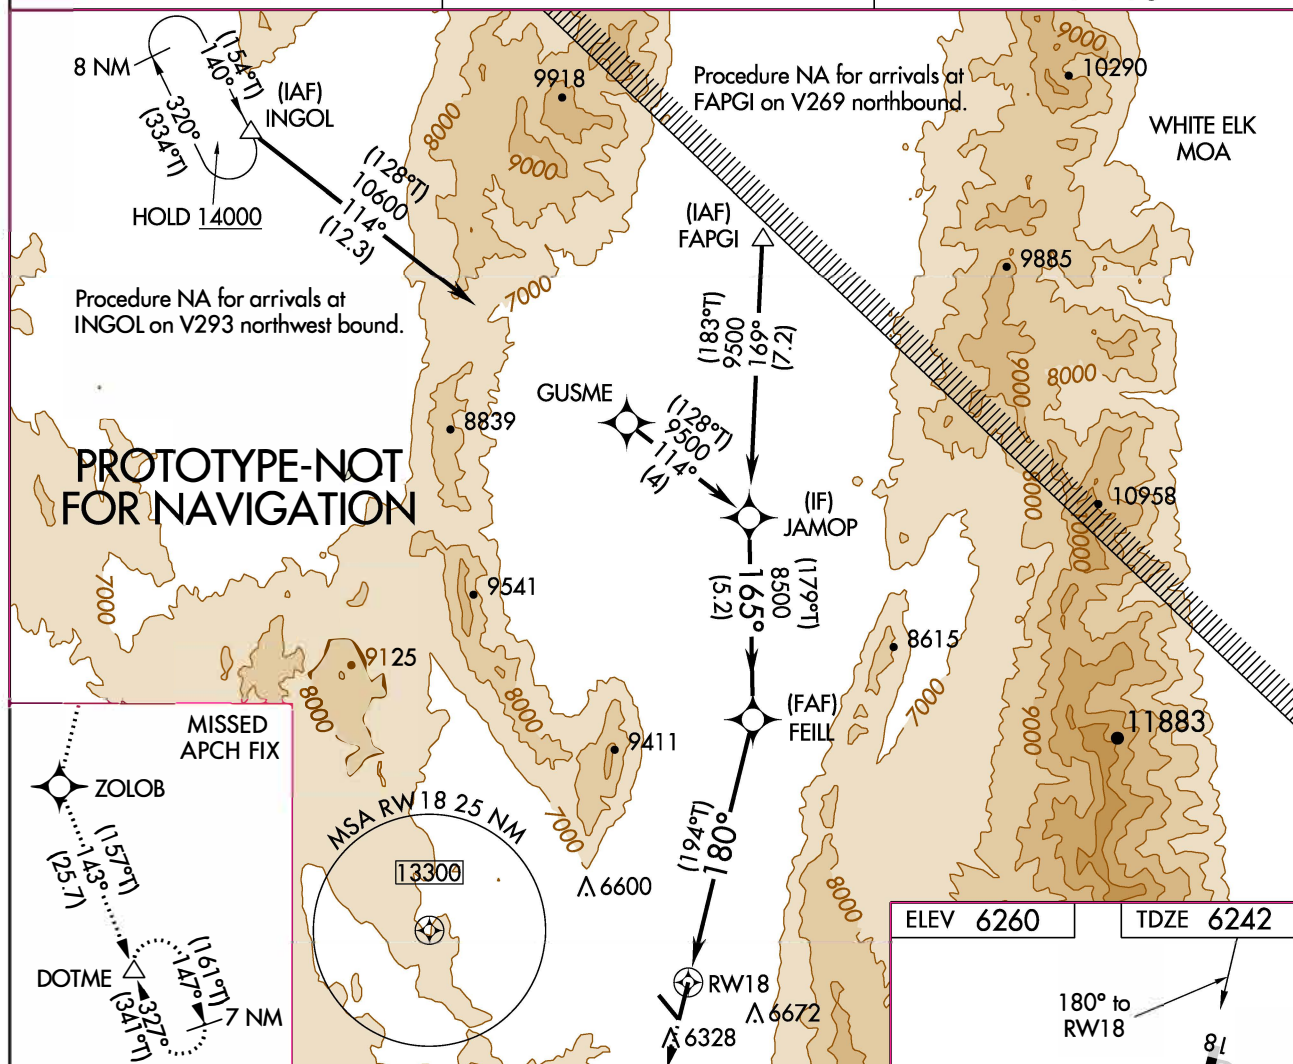 8 NM
(154°T)
140°
(IAF)
INGOL
320°
(334°T)
HOLD 14000
(128°T)
10600
114°
(12.3)
Procedure NA for arrivals at
INGOL on V293 northwest bound.
9918
8000
9000
7000
Procedure NA for arrivals at
FAPGI on V269 northbound.
9000
10290
WHITE ELK
MOA
(IAF)
FAPGI
(183°T)
9500
169°
(7.2)
9885
9000
8000
GUSME
(128°T)
9500
114°
(4)
8839
PROTOTYPE-NOT
FOR NAVIGATION
(IF)
JAMOP
10958
8000
(179°T)
8500
165°
(5.2)
9541
7000
9125
8000
8615
7000
(FAF)
FEILL
8000
9411
7000
9000
11883
MISSED
APCH FIX
ZOLOB
(157°T)
143°
(25.7)
DOTME
(161°T)
147°
7 NM
327°
(341°T)
MSA RW18 25 NM
13300
6600
(194°T)
180°
RW18
6672
6328
8000
ELEV 6260
TDZE 6242
180° to
RW18
18